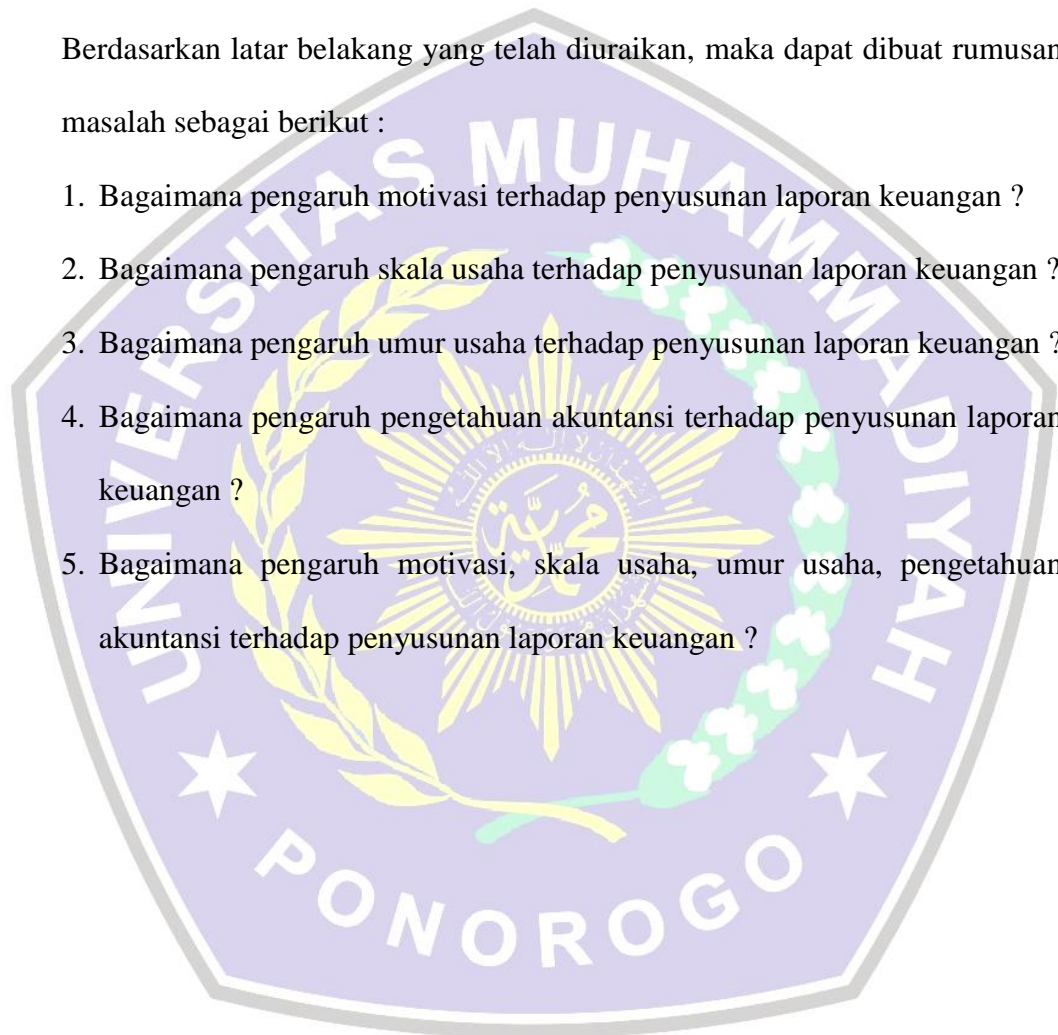 Berdasarkan latar belakang yang telah diuraikan, maka dapat dibuat rumusan
masalah sebagai berikut :
1. Bagaimana pengaruh motivasi terhadap penyusunan laporan keuangan ?
2. Bagaimana pengaruh skala usaha terhadap penyusunan laporan keuangan ?
3. Bagaimana pengaruh umur usaha terhadap penyusunan laporan keuangan ?
4. Bagaimana pengaruh pengetahuan akuntansi terhadap penyusunan laporan
keuangan ?
5. Bagaimana pengaruh motivasi, skala usaha, umur usaha, pengetahuan
akuntansi terhadap penyusunan laporan keuangan ?
UNIVERSITAS MUHAMMADIYAH
PONOROGO